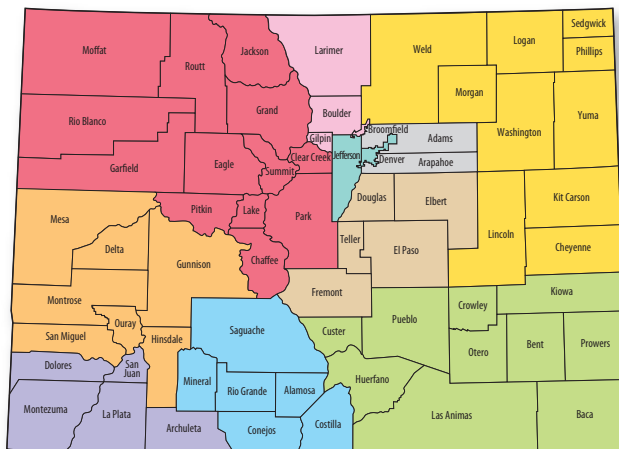 Moffat
Routt
Jackson
Larimer
Weld
Logan
Sedgwick
Phillips
Morgan
Rio Blanco
Grand
Boulder
Washington
Yuma
Gilpin
Broomfield
Adams
Garfield
Eagle
Summit
Clear Creek
Jefferson
Denver
Arapahoe
Mesa
Pitkin
Lake
Park
Douglas
Elbert
Kit Carson
Delta
Gunnison
Chaffee
Teller
El Paso
Lincoln
Cheyenne
Montrose
Fremont
Crowley
Kiowa
Ouray
San Miguel
Hinsdale
Saguache
Custer
Pueblo
Otero
Bent
Prowers
Dolores
San
Juan
Mineral
Rio Grande
Alamosa
Huerfano
Montezuma
La Plata
Archuleta
Conejos
Costilla
Las Animas
Baca